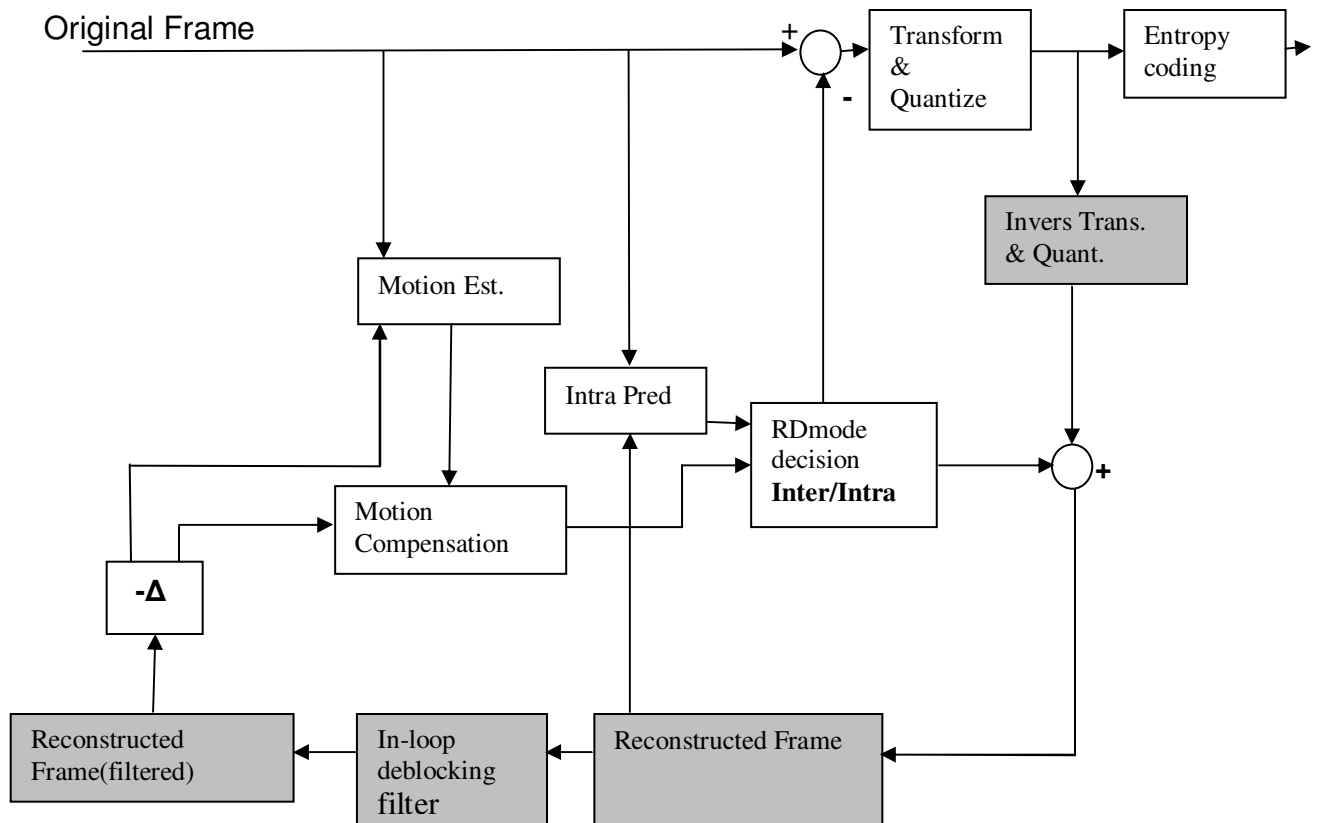 Original Frame
+
-
Transform
&
Quantize
Entropy
coding
Invers Trans.
& Quant.
Motion Est.
Intra Pred
RDmode
decision
Inter/Intra
+
Motion
Compensation
-Δ
Reconstructed
Frame(filtered)
In-loop
deblocking
filter
Reconstructed Frame